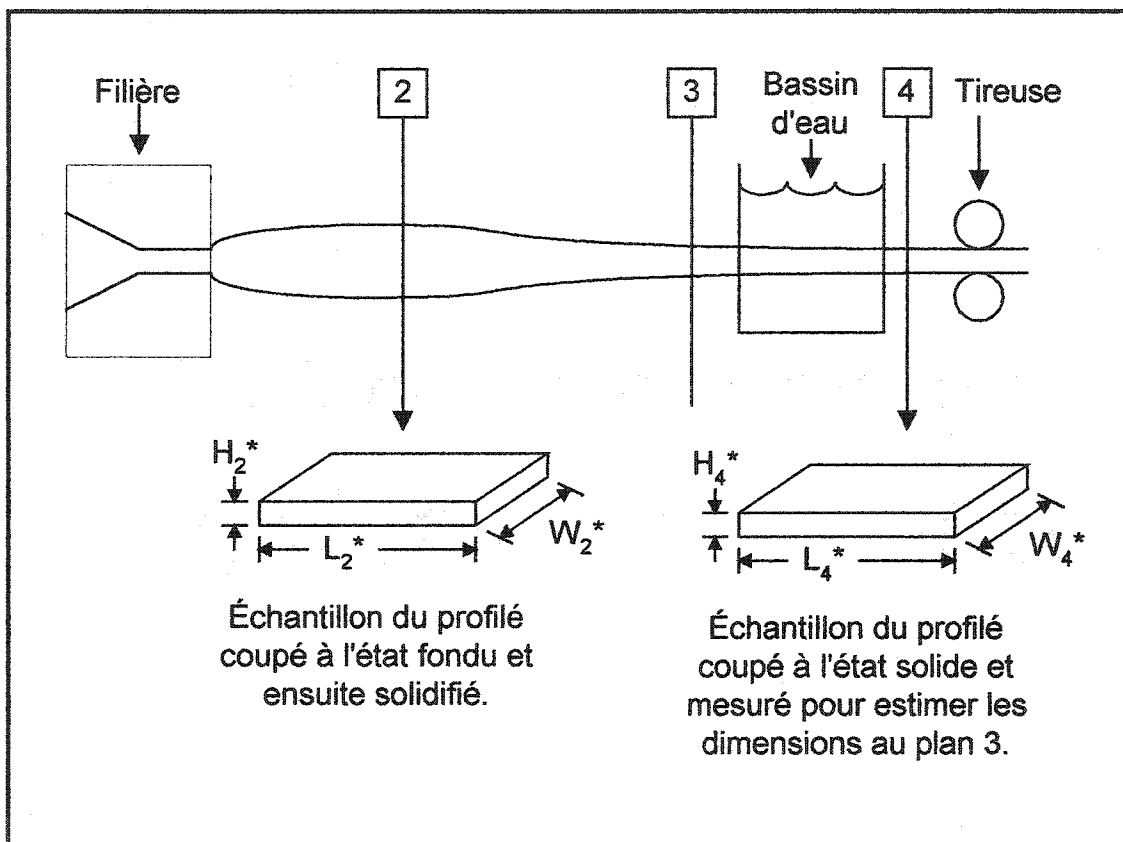 Filière
2
3
Bassin
d'eau
4
Tireuse
H2*
L2*
W2*
H4*
L4*
W4*
Échantillon du profilé
coupé à l'état fondu et
ensuite solidifié.
Échantillon du profilé
coupé à l'état solide et
mesuré pour estimer les
dimensions au plan 3.